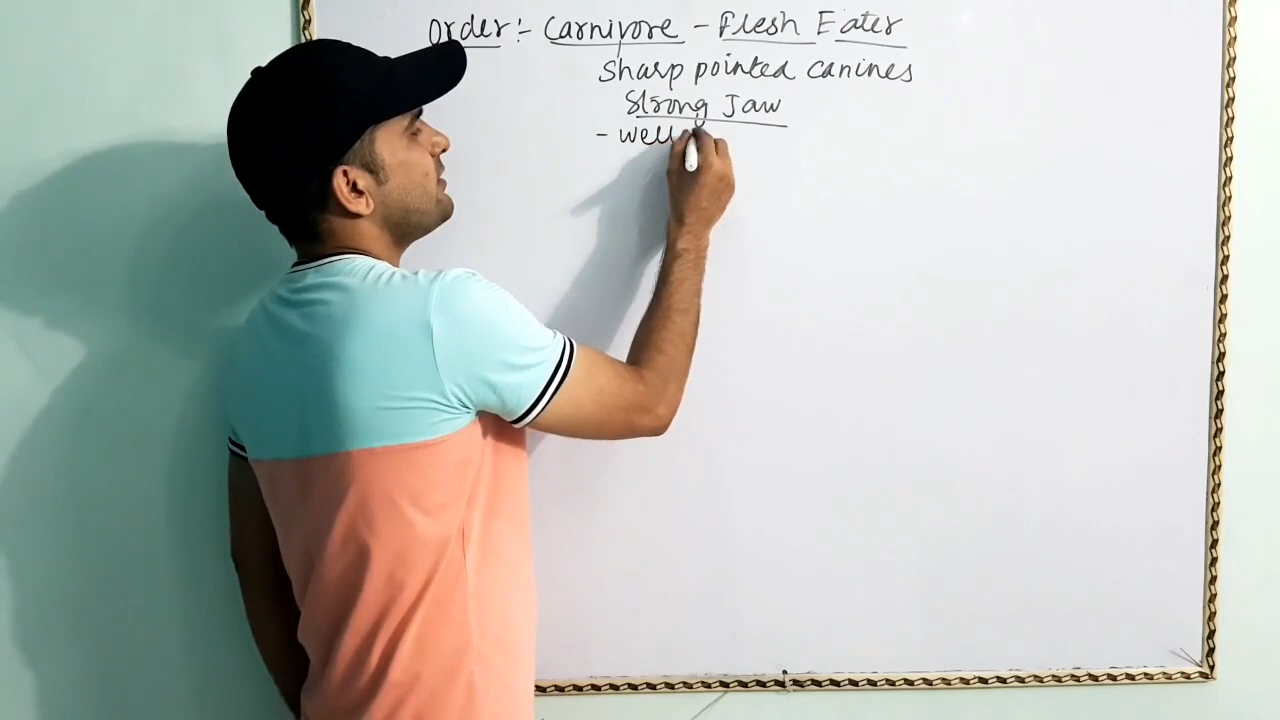 Order:- Carnivore - Flesh Eater
Sharp pointed canines
Strong Jaw
- well